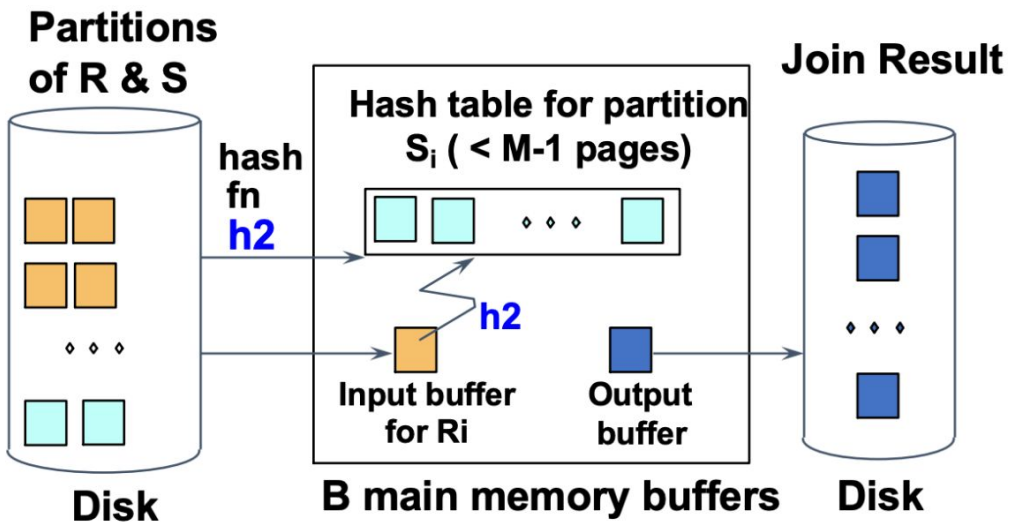 Partitions
of R & S
hash
fn
h2
Hash table for partition
Si ( < M-1 pages)
h2
Input buffer
for Ri
Output
buffer
Join Result
Disk
B main memory buffers
Disk